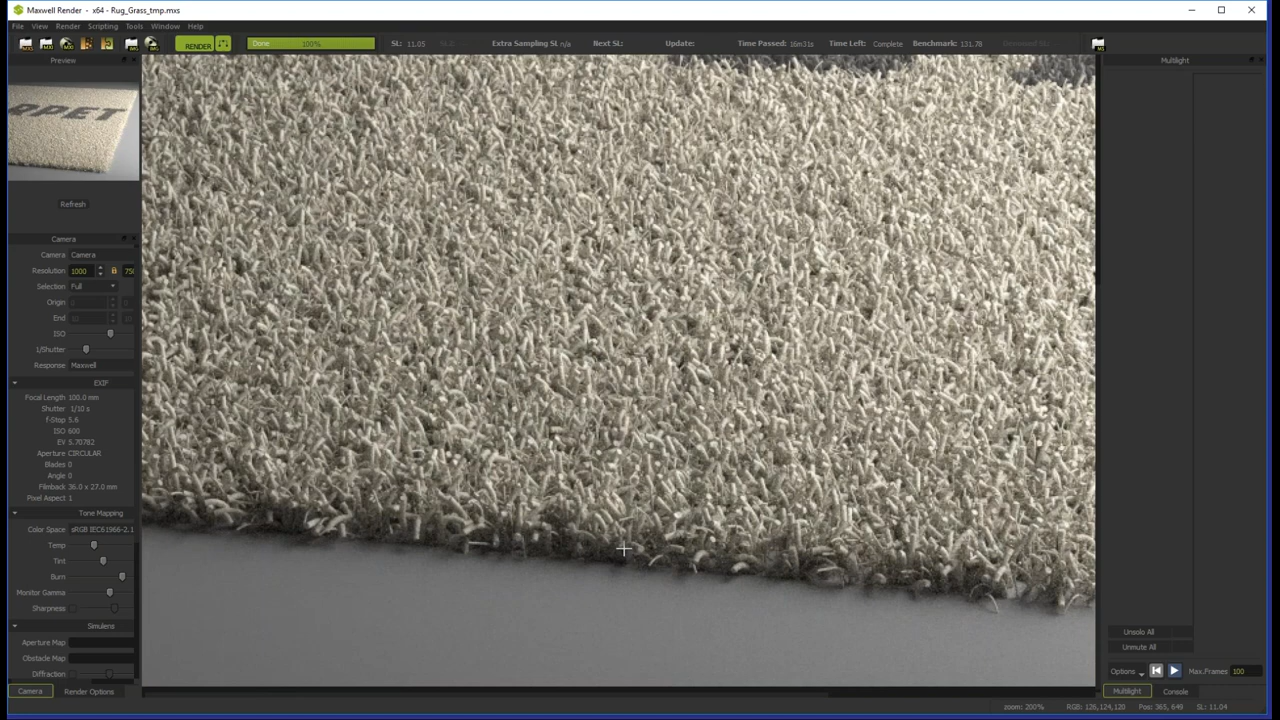 Maxwell Render - x64 - Rug_Grass_tmp.mxs
File View Render Scripting Tools Window Help
RENDER Done 100% SL: 11.05 Extra Sampling SL n/a Next SL: Update: Time Passed: 16m31s Time Left: Complete Benchmark: 131.78
Preview
RPET
Refresh
Camera
Camera Camera
Resolution 1000 750
Selection Full
Origin
End
ISO
1/Shutter
Response Maxwell
EXIF
Focal Length 100.0 mm
Shutter 1/10 s
f-Stop 5.6
ISO 600
EV 5.70782
Aperture CIRCULAR
Blades 0
Angle 0
Filmback 36.0 x 27.0 mm
Pixel Aspect 1
Tone Mapping
Color Space sRGB IEC61966-2.1
Temp
Tint
Burn
Monitor Gamma
Sharpness
Simulens
Aperture Map
Obstacle Map
Diffraction
Camera Render Options
Multilight
Unsolo All
Unmute All
Options Max.Frames 100
Multilight Console
zoom: 200% RGB: 126,124,120 Pos: 365, 649 SL: 11.04